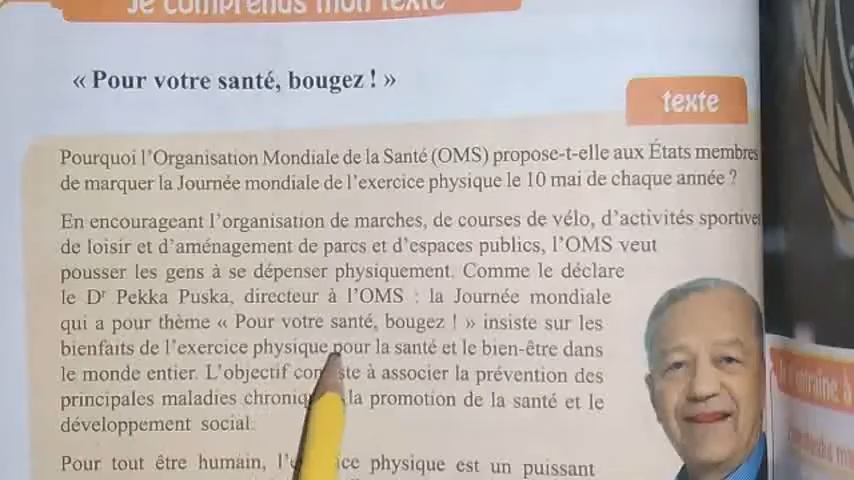 Je comprends mon texte
« Pour votre santé, bougez ! »
texte
Pourquoi l'Organisation Mondiale de la Santé (OMS) propose-t-elle aux États membres
de marquer la Journée mondiale de l'exercice physique le 10 mai de chaque année ?
En encourageant l'organisation de marches, de courses de vélo, d'activités sportives
de loisir et d'aménagement de parcs et d'espaces publics, l'OMS veut
pousser les gens à se dépenser physiquement. Comme le déclare
le Dr Pekka Puska, directeur à l'OMS : la Journée mondiale
qui a pour thème « Pour votre santé, bougez ! » insiste sur les
bienfaits de l'exercice physique pour la santé et le bien-être dans
le monde entier. L'objectif à associer la prévention des
principales maladies la promotion de la santé et le
développement social.
Pour tout être humain, physique est un puissant